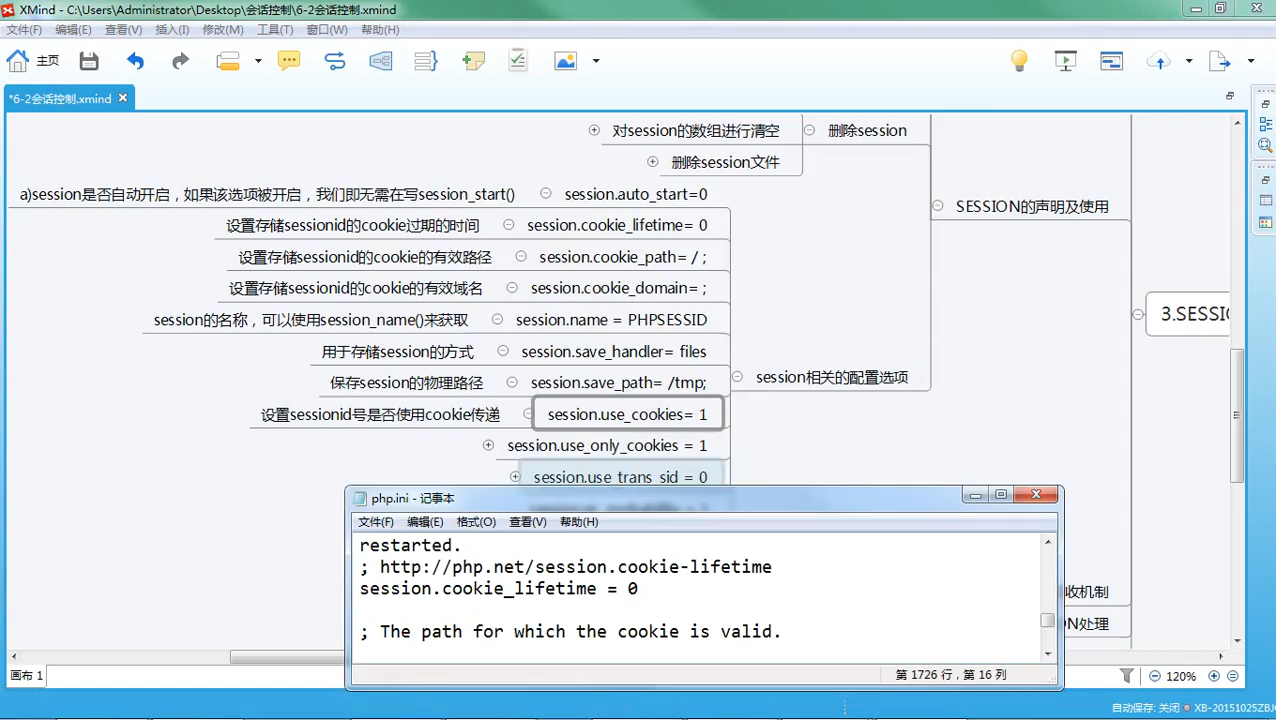 XMind - C:\Users\Administrator\Desktop\会话控制\6-2会话控制.xmind
文件(F) 编辑(E) 查看(V) 插入(I) 修改(M) 工具(T) 窗口(W) 帮助(H)
主页
*6-2会话控制.xmind
对session的数组进行清空 删除session
删除session文件
a)session是否自动开启，如果该选项被开启，我们即无需在写session_start() session.auto_start=0
SESSION的声明及使用
设置存储sessionid的cookie过期的时间 session.cookie_lifetime= 0
设置存储sessionid的cookie的有效路径 session.cookie_path= / ;
设置存储sessionid的cookie的有效域名 session.cookie_domain= ;
session的名称，可以使用session_name()来获取 session.name = PHPSESSID
3.SESSI
用于存储session的方式 session.save_handler= files
保存session的物理路径 session.save_path= /tmp;
session相关的配置选项
设置sessionid号是否使用cookie传递 session.use_cookies= 1
session.use_only_cookies = 1
session.use_trans_sid = 0
php.ini - 记事本
文件(F) 编辑(E) 格式(O) 查看(V) 帮助(H)
restarted.
; http://php.net/session.cookie-lifetime
session.cookie_lifetime = 0
; The path for which the cookie is valid.
收机制
ON处理
第 1726 行，第 16 列
画布 1
120%
自动保存: 关闭 XB-20151025ZBJ